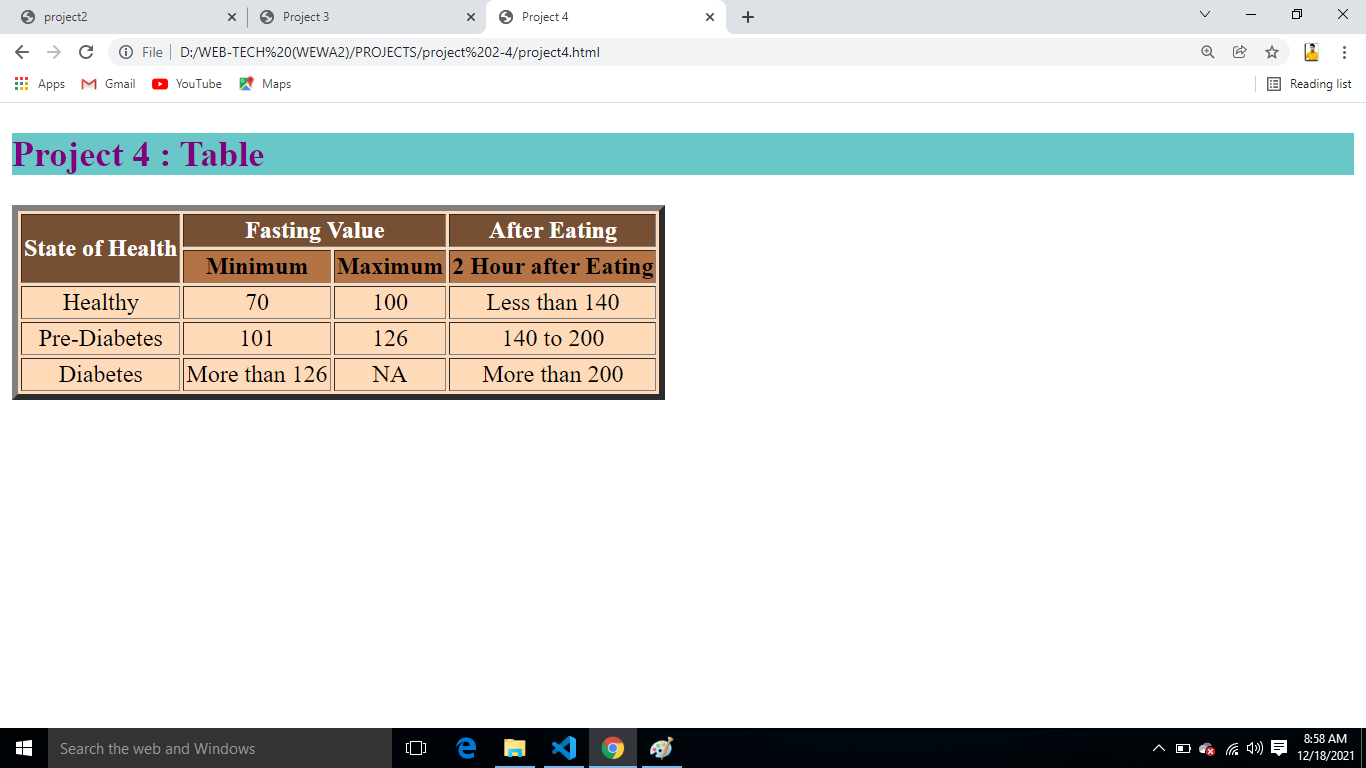 project2
Project 3
Project 4
File
D:/WEB-TECH%20(WEWA2)/PROJECTS/project%202-4/project4.html
Apps
Gmail
YouTube
Maps
Reading list
Project 4 : Table
State of Health
Fasting Value
After Eating
Minimum
Maximum
2 Hour after Eating
Healthy
70
100
Less than 140
Pre-Diabetes
101
126
140 to 200
Diabetes
More than 126
NA
More than 200
Search the web and Windows
8:58 AM
12/18/2021